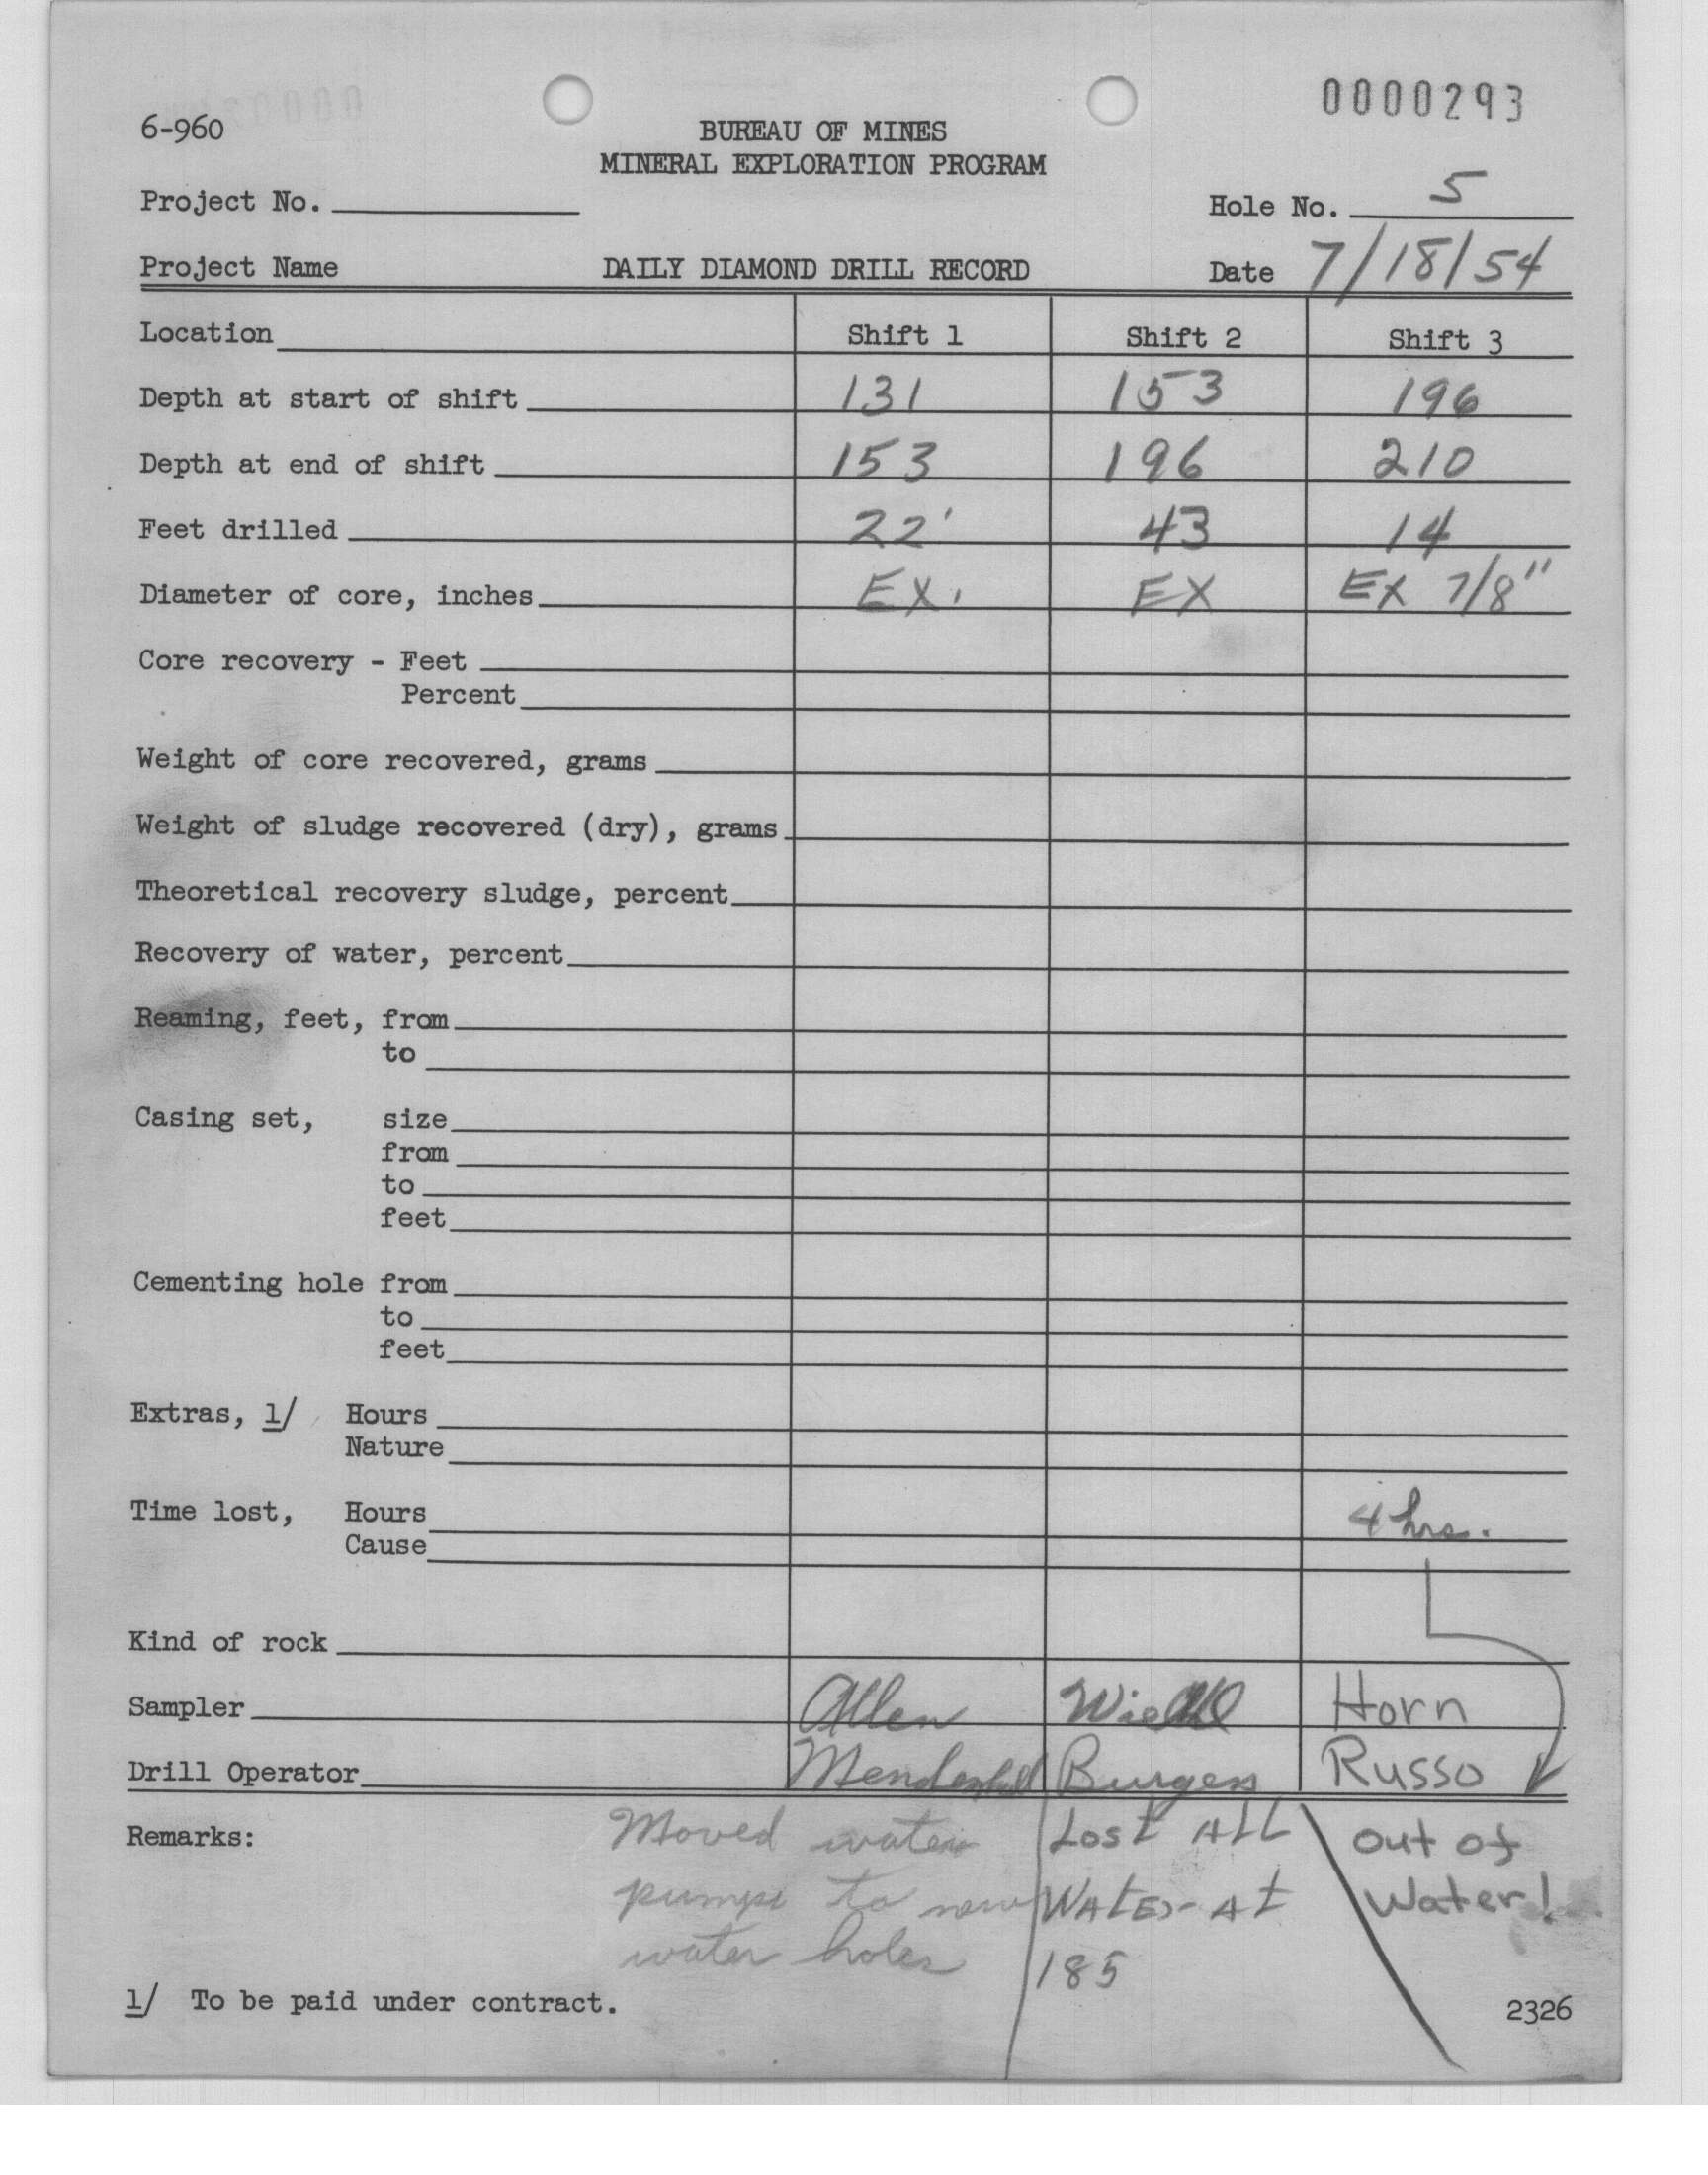 0000293
6-960
BUREAU OF MINES
MINERAL EXPLORATION PROGRAM
Project No.
Hole No. 5
Project Name DAILY DIAMOND DRILL RECORD Date 7/18/54
Location Shift 1 Shift 2 Shift 3
Depth at start of shift 131 153 196
Depth at end of shift 153 196 210
Feet drilled 22' 43 14
Diameter of core, inches EX. EX EX 7/8"
Core recovery - Feet
Percent
Weight of core recovered, grams
Weight of sludge recovered (dry), grams
Theoretical recovery sludge, percent
Recovery of water, percent
Reaming, feet, from
to
Casing set, size
from
to
feet
Cementing hole from
to
feet
Extras, 1/ Hours
Nature
Time lost, Hours 4 hrs.
Cause
Kind of rock
Sampler Allen Horn
Drill Operator Mendenhall Burgess Russo
Remarks: Moved water Lost ALL Out of
pumps to new Water At Water!
water holes 185
1/ To be paid under contract.
2326